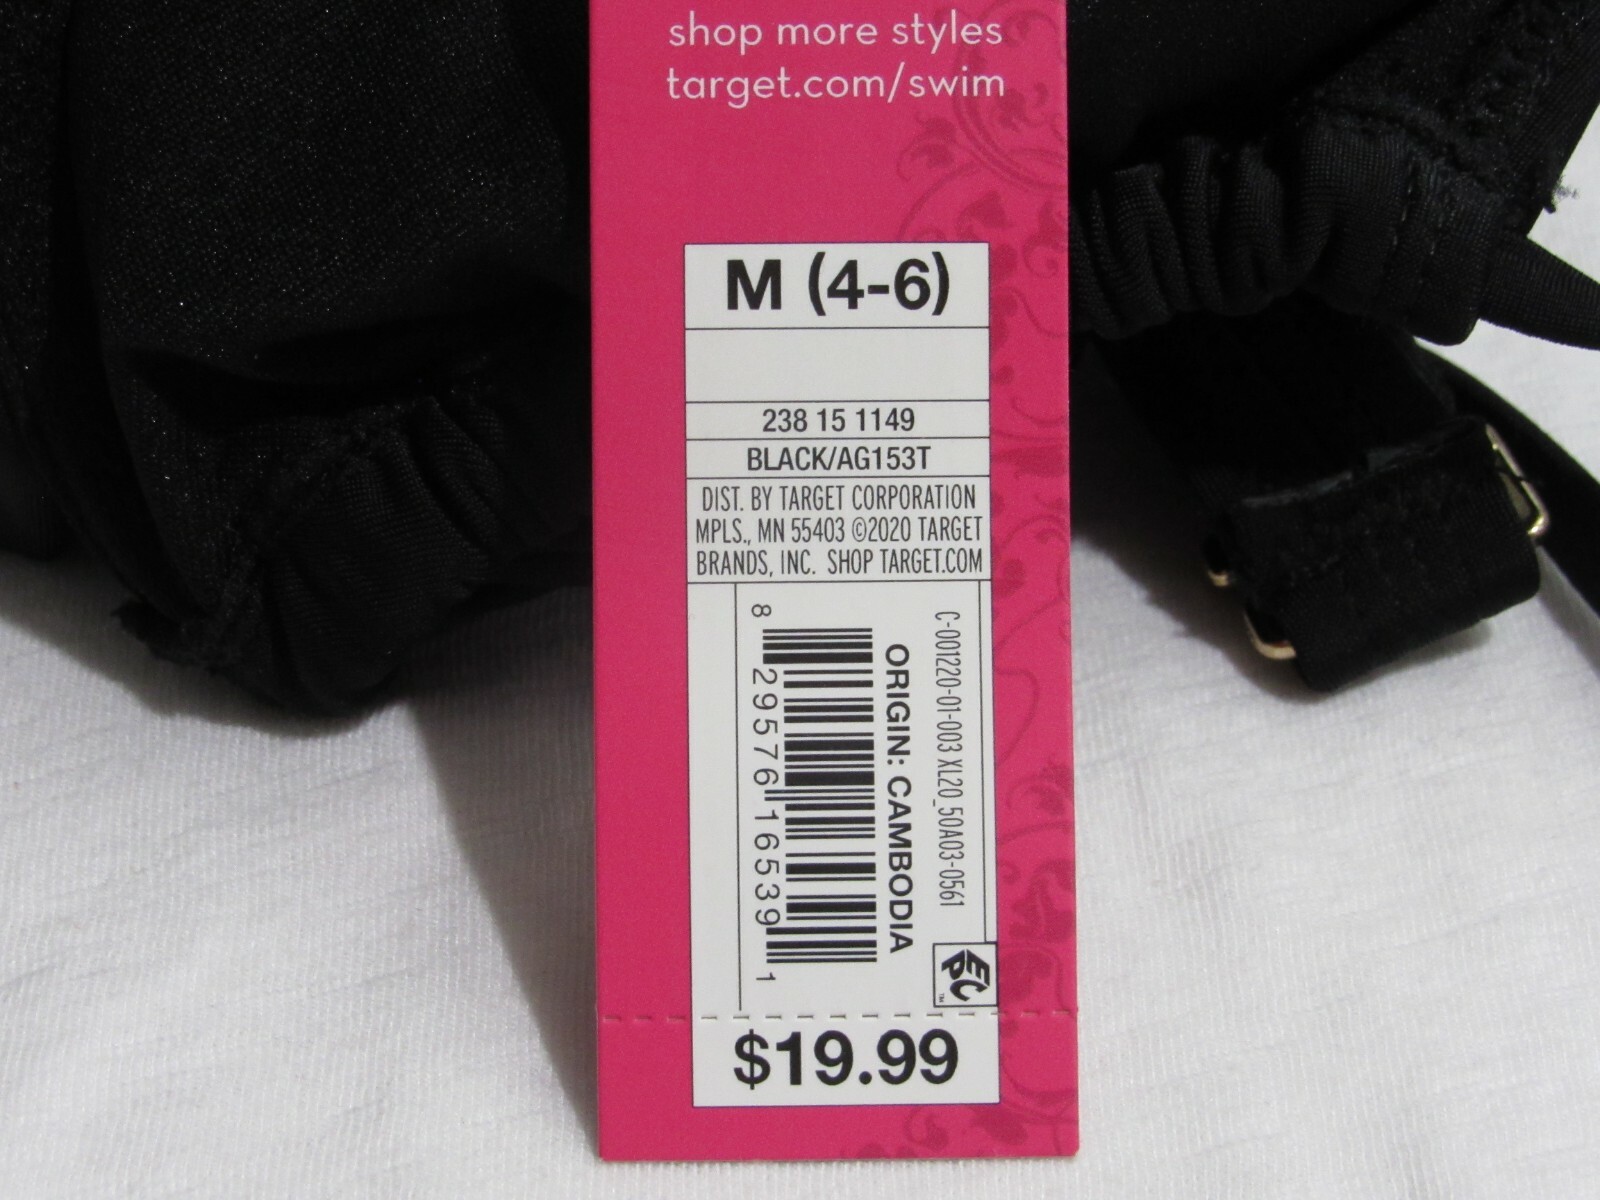 shop more styles
target.com/swim
M (4-6)
238 15 1149
BLACK/AG153T
DIST. BY TARGET CORPORATION
MPLS., MN 55403 ©2020 TARGET
BRANDS, INC. SHOP TARGET.COM
C-001220-01-003 XL20_50A03-0561
ORIGIN: CAMBODIA
8 29576 16539 1
EPC™
$19.99